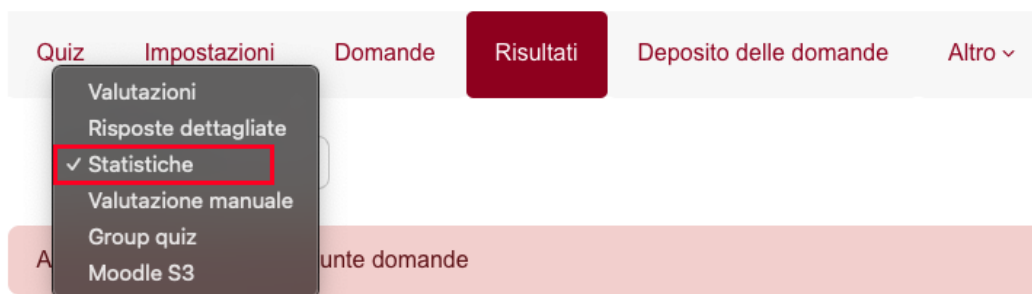 Quiz Impostazioni Domande Risultati Deposito delle domande Altro
Valutazioni
Risposte dettagliate
✓ Statistiche
Valutazione manuale
Group quiz
Moodle S3
A unte domande